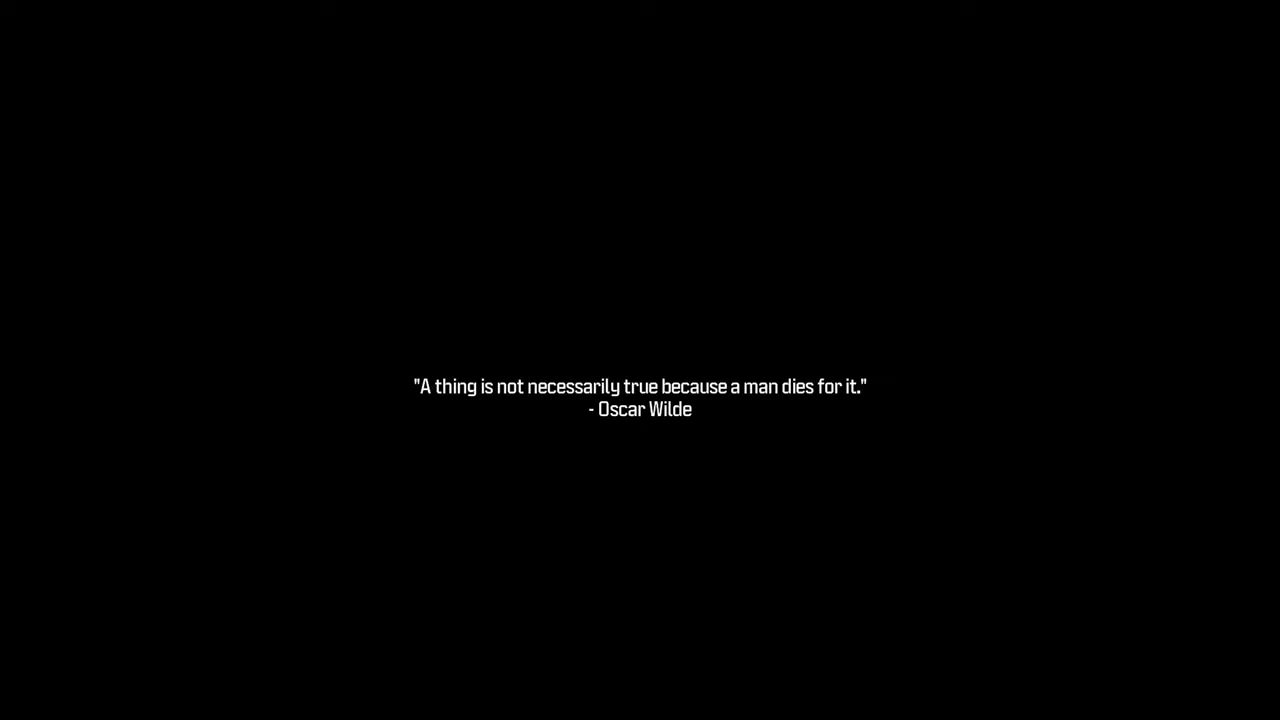 "A thing is not necessarily true because a man dies for it."
- Oscar Wilde